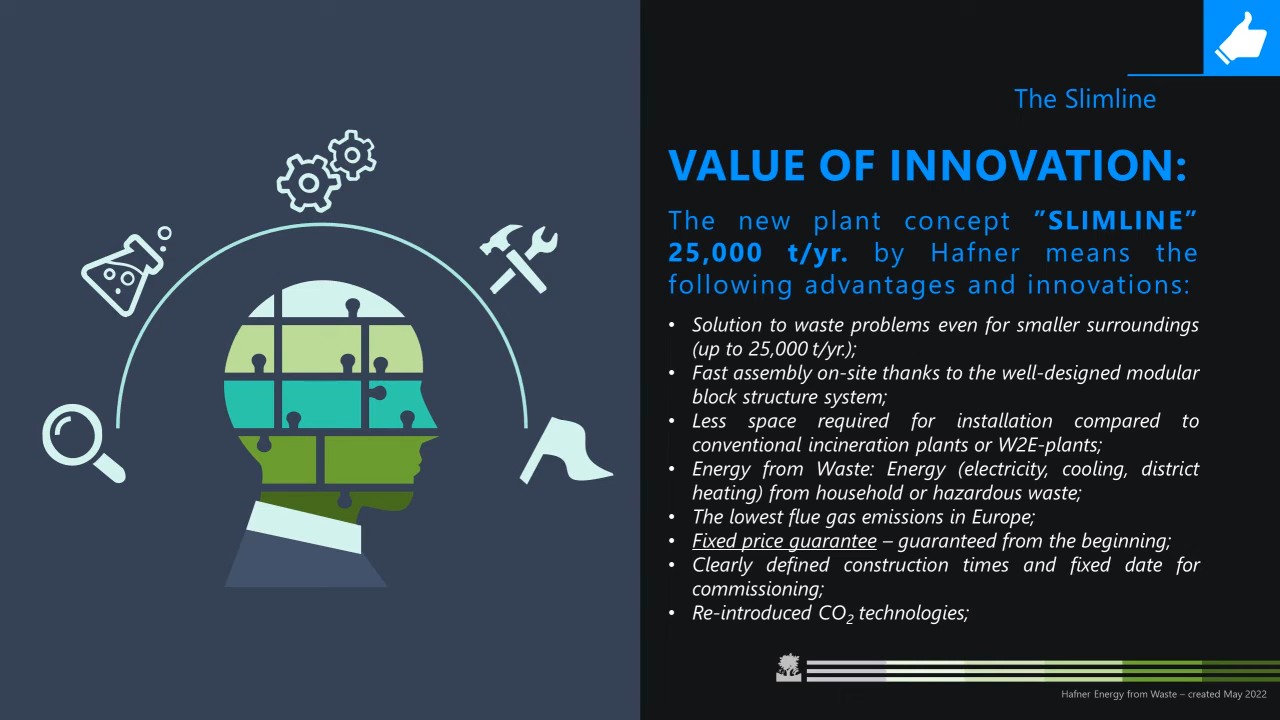 The Slimline
VALUE OF INNOVATION:
The new plant concept ”SLIMLINE”
25,000 t/yr. by Hafner means the
following advantages and innovations:
• Solution to waste problems even for smaller surroundings
(up to 25,000 t/yr.);
• Fast assembly on-site thanks to the well-designed modular
block structure system;
• Less space required for installation compared to
conventional incineration plants or W2E-plants;
• Energy from Waste: Energy (electricity, cooling, district
heating) from household or hazardous waste;
• The lowest flue gas emissions in Europe;
• Fixed price guarantee – guaranteed from the beginning;
• Clearly defined construction times and fixed date for
commissioning;
• Re-introduced CO₂ technologies;
Hafner Energy from Waste – created May 2022